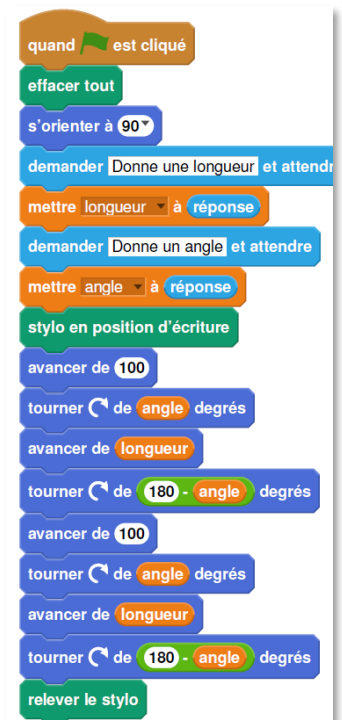 quand est cliqué
effacer tout
s'orienter à 90
demander Donne une longueur et attendr
mettre longueur à réponse
demander Donne un angle et attendre
mettre angle à réponse
stylo en position d'écriture
avancer de 100
tourner de angle degrés
avancer de longueur
tourner de 180 - angle degrés
avancer de 100
tourner de angle degrés
avancer de longueur
tourner de 180 - angle degrés
relever le stylo